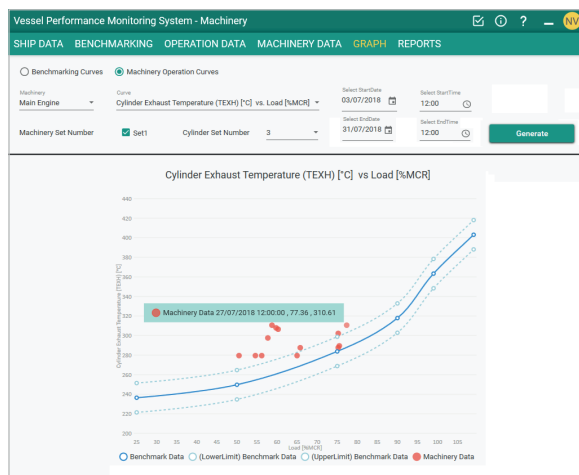 Vessel Performance Monitoring System - Machinery
NV
SHIP DATA BENCHMARKING OPERATION DATA MACHINERY DATA GRAPH REPORTS
Benchmarking Curves Machinery Operation Curves
Machinery Curve Select StartDate Select StartTime
Main Engine Cylinder Exhaust Temperature (TEXH) [°C] vs. Load [%MCR] 03/07/2018 12:00
Select EndDate Select EndTime
Machinery Set Number Set1 Cylinder Set Number 3 31/07/2018 12:00 Generate
Cylinder Exhaust Temperature (TEXH) [°C] vs Load [%MCR]
440
420
400
380
360
340
320
300
280
260
240
220
200
Cylinder Exhaust Temperature (TEXH) [°C]
Machinery Data 27/07/2018 12:00:00 , 77.36 , 310.61
25 30 35 40 45 50 55 60 65 70 75 80 85 90 95 100 105
Load [%MCR]
Benchmark Data (LowerLimit) Benchmark Data (UpperLimit) Benchmark Data Machinery Data